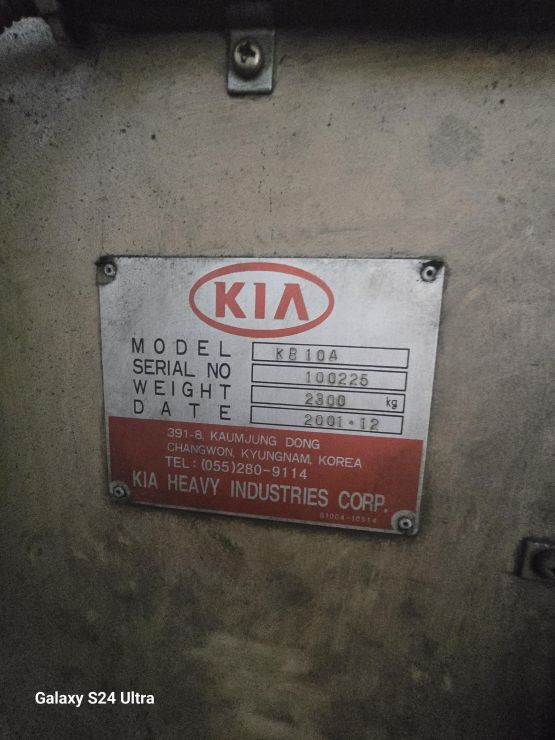 KIA
MODEL KB10A
SERIAL NO 100225
WEIGHT 2300 kg
DATE 2001·12
391-8, KAUMJUNG DONG
CHANGWON, KYUNGNAM, KOREA
TEL: (055)280-9114
KIA HEAVY INDUSTRIES CORP.
Galaxy S24 Ultra